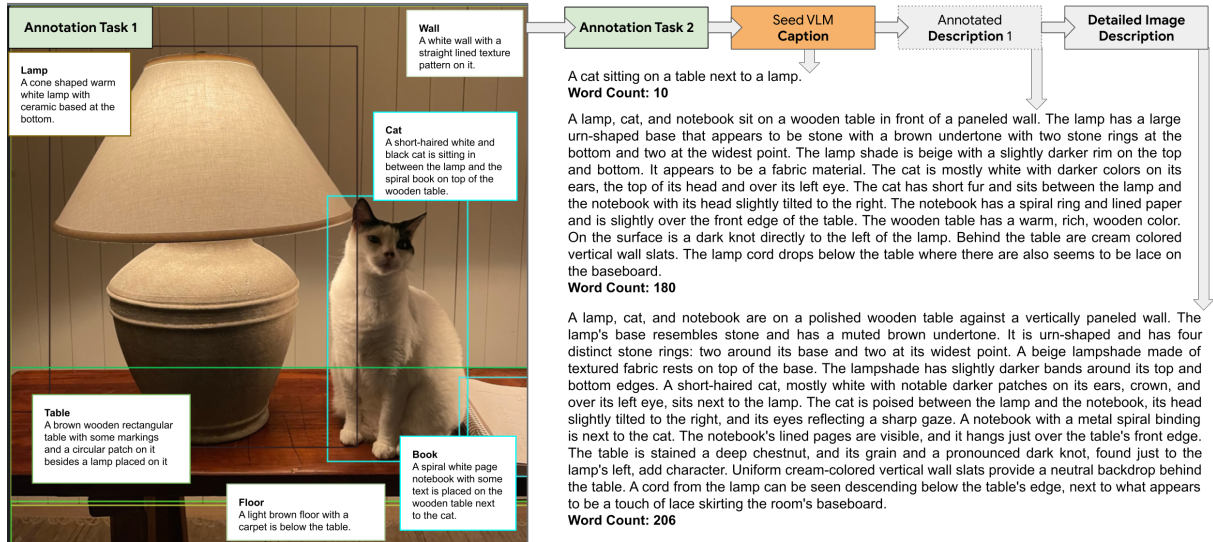 Annotation Task 1
Lamp
A cone shaped warm
white lamp with
ceramic based at the
bottom.
Wall
A white wall with a
straight lined texture
pattern on it.
Cat
A short-haired white and
black cat is sitting in
between the lamp and the
spiral book on top of the
wooden table.
Table
A brown wooden rectangular
table with some markings
and a circular patch on it
besides a lamp placed on it
Book
A spiral white page
notebook with some
text is placed on the
wooden table next
to the cat.
Floor
A light brown floor with a
carpet is below the table.
Annotation Task 2
Seed VLM
Caption
Annotated
Description 1
Detailed Image
Description
A cat sitting on a table next to a lamp.
Word Count: 10
A lamp, cat, and notebook sit on a wooden table in front of a paneled wall. The lamp has a large
urn-shaped base that appears to be stone with a brown undertone with two stone rings at the
bottom and two at the widest point. The lamp shade is beige with a slightly darker rim on the top
and bottom. It appears to be a fabric material. The cat is mostly white with darker colors on its
ears, the top of its head and over its left eye. The cat has short fur and sits between the lamp and
the notebook with its head slightly tilted to the right. The notebook has a spiral ring and lined paper
and is slightly over the front edge of the table. The wooden table has a warm, rich, wooden color.
On the surface is a dark knot directly to the left of the lamp. Behind the table are cream colored
vertical wall slats. The lamp cord drops below the table where there are also seems to be lace on
the baseboard.
Word Count: 180
A lamp, cat, and notebook are on a polished wooden table against a vertically paneled wall. The
lamp's base resembles stone and has a muted brown undertone. It is urn-shaped and has four
distinct stone rings: two around its base and two at its widest point. A beige lampshade made of
textured fabric rests on top of the base. The lampshade has slightly darker bands around its top and
bottom edges. A short-haired cat, mostly white with notable darker patches on its ears, crown, and
over its left eye, sits next to the lamp. The cat is poised between the lamp and the notebook, its head
slightly tilted to the right, and its eyes reflecting a sharp gaze. A notebook with a metal spiral binding
is next to the cat. The notebook's lined pages are visible, and it hangs just over the table's front edge.
The table is stained a deep chestnut, and its grain and a pronounced dark knot, found just to the
lamp's left, add character. Uniform cream-colored vertical wall slats provide a neutral backdrop behind
the table. A cord from the lamp can be seen descending below the table's edge, next to what appears
to be a touch of lace skirting the room's baseboard.
Word Count: 206